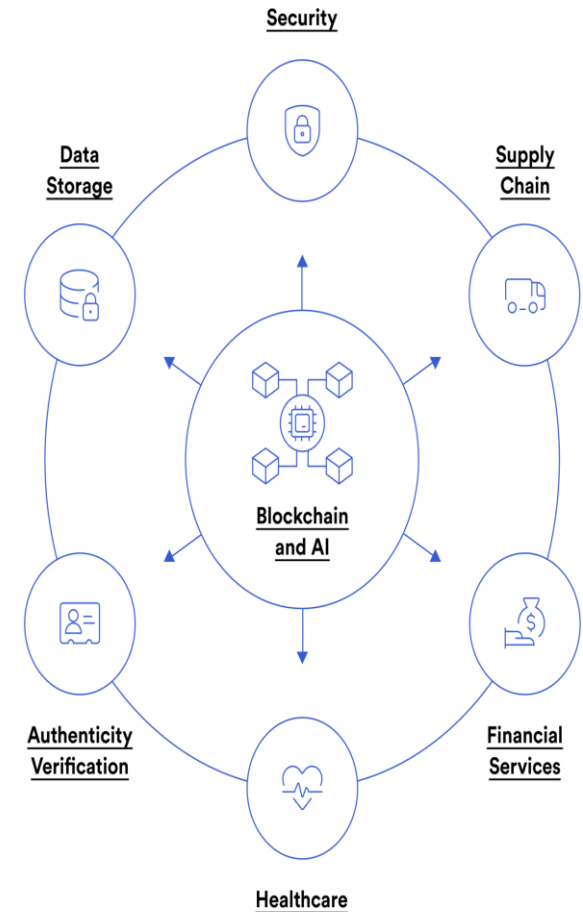 Security
Data
Storage
Supply
Chain
Blockchain
and AI
$
Authenticity
Verification
Financial
Services
Healthcare